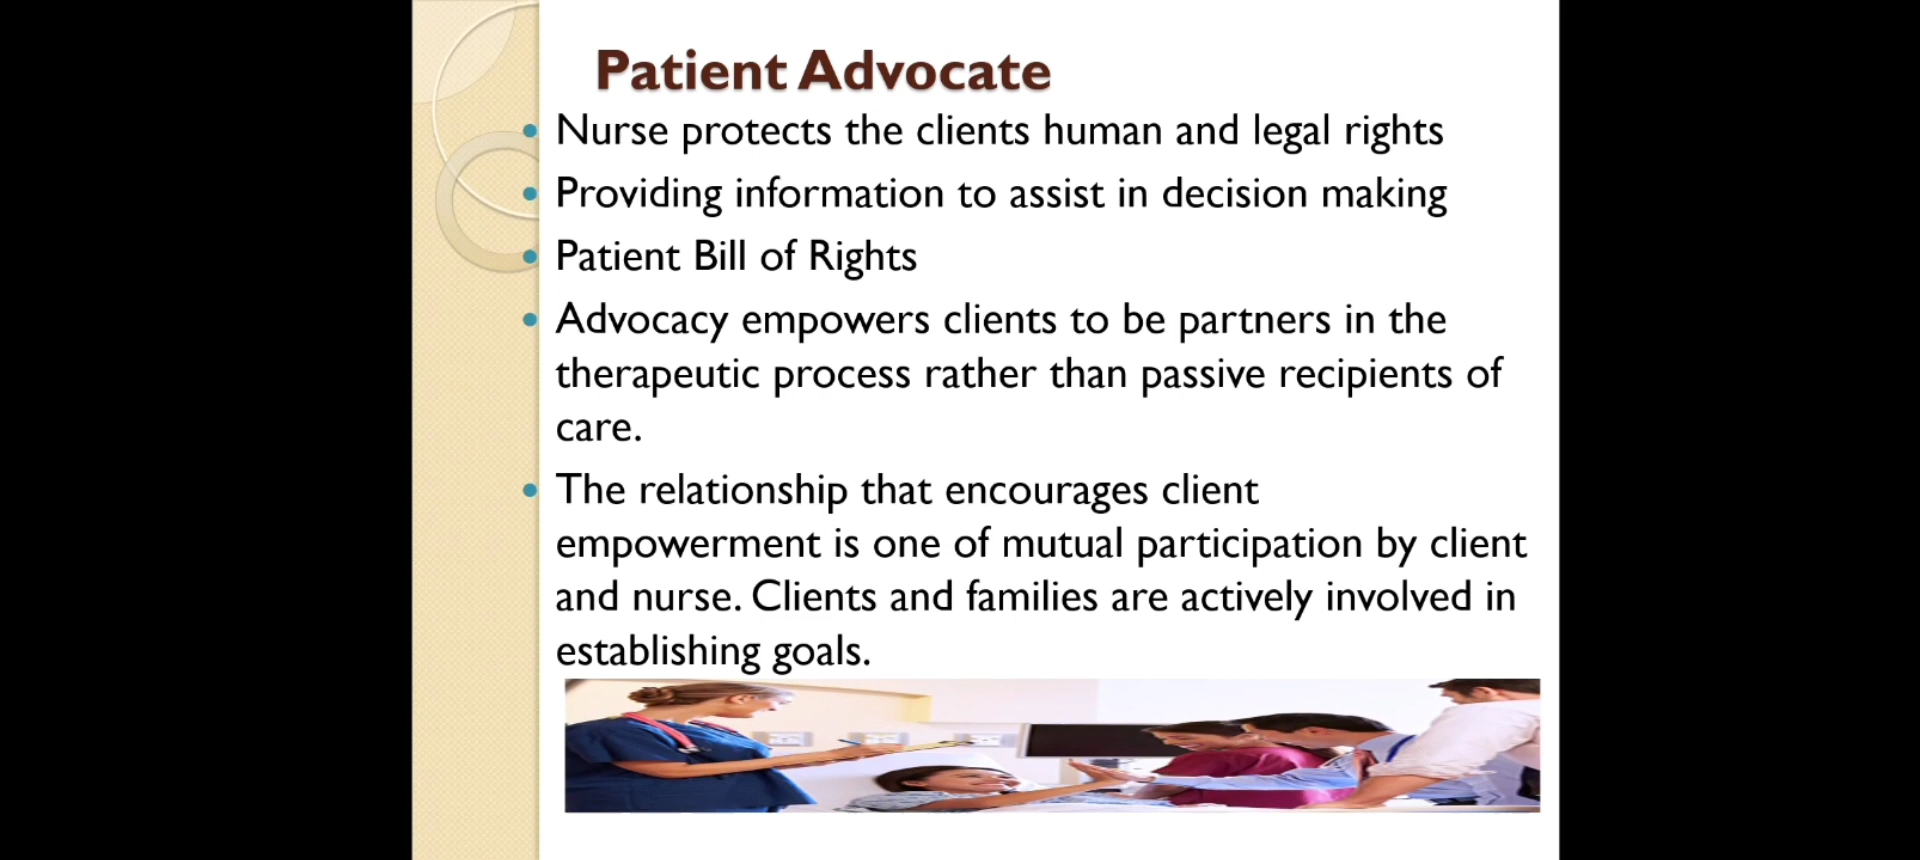 Patient Advocate
• Nurse protects the clients human and legal rights
• Providing information to assist in decision making
• Patient Bill of Rights
• Advocacy empowers clients to be partners in the
therapeutic process rather than passive recipients of
care.
• The relationship that encourages client
empowerment is one of mutual participation by client
and nurse. Clients and families are actively involved in
establishing goals.